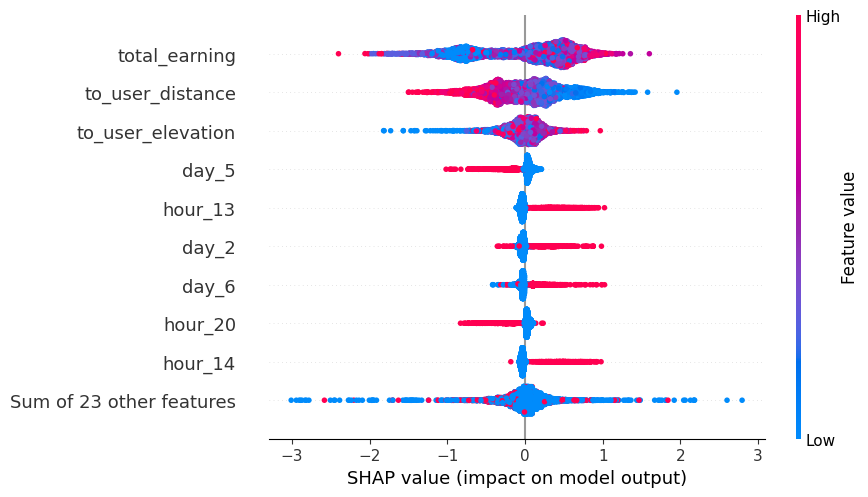 High
total_earning
to_user_distance
to_user_elevation
day_5
hour_13
day_2
day_6
hour_20
hour_14
Sum of 23 other features
Feature value
Low
−3 −2 −1 0 1 2 3
SHAP value (impact on model output)